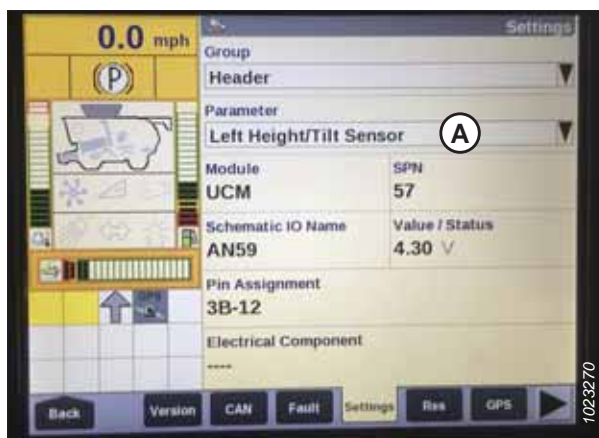 0.0 mph
(P)
Settings
Group
Header
Parameter
Left Height/Tilt Sensor
A
Module
UCM
SPN
57
Schematic IO Name
AN59
Value / Status
4.30 V
Pin Assignment
3B-12
Electrical Component
----
Back
Version
CAN
Fault
Settings
Res
GPS
1023270